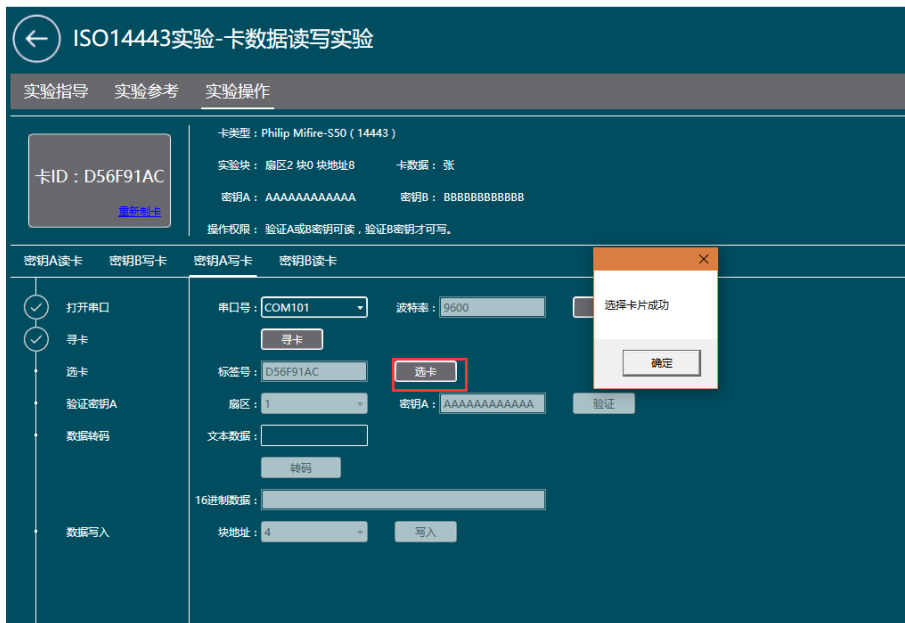 ISO14443实验-卡数据读写实验
实验指导 实验参考 实验操作
卡ID：D56F91AC
重新制卡
卡类型：Philip Mifire-S50（14443）
实验块：扇区2 块0 块地址8 卡数据：张
密钥A：AAAAAAAAAAAA 密钥B：BBBBBBBBBBBB
操作权限：验证A或B密钥可读，验证B密钥才可写。
密钥A读卡 密钥B写卡 密钥A写卡 密钥B读卡
打开串口 串口号：COM101 波特率：9600
寻卡 寻卡
选卡 标签号：D56F91AC 选卡
验证密钥A 扇区：1 密钥A：AAAAAAAAAAAA 验证
数据转码 文本数据：
转码
16进制数据：
数据写入 块地址：4 写入
选择卡片成功
确定